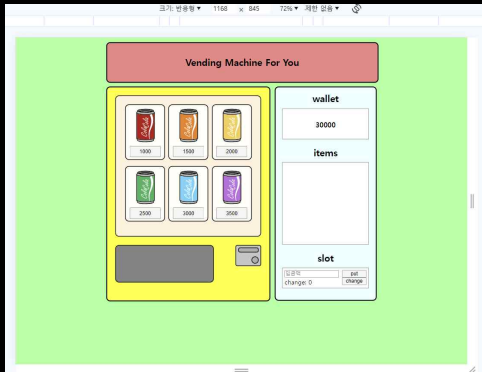 크기: 반응형 ▼ 1168 × 845 72% ▼ 제한 없음 ▼
Vending Machine For You
wallet
30000
1000 1500 2000
items
2500 3000 3500
slot
입금액 put
change: 0 change